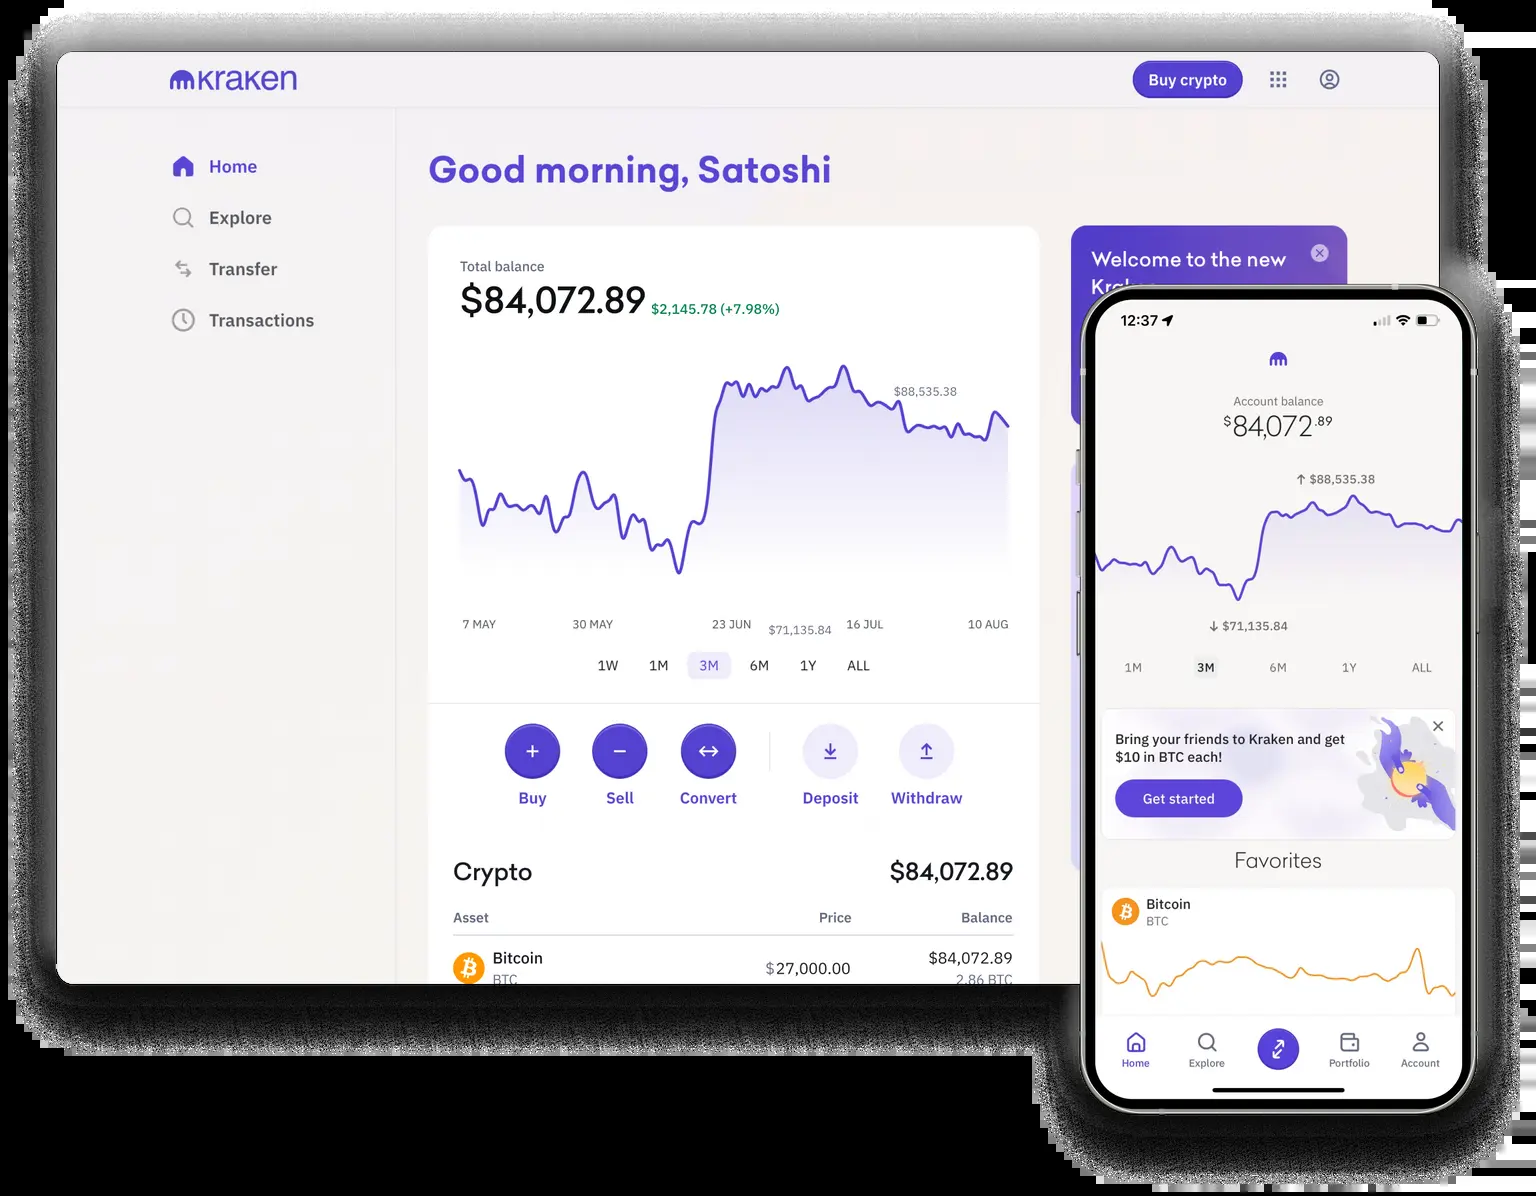 kraken
Buy crypto
Home
Explore
Transfer
Transactions
Good morning, Satoshi
Total balance
$84,072.89 $2,145.78 (+7.98%)
$88,535.38
7 MAY 30 MAY 23 JUN $71,135.84 16 JUL 10 AUG
1W 1M 3M 6M 1Y ALL
Buy Sell Convert Deposit Withdraw
Crypto $84,072.89
Asset Price Balance
Bitcoin $84,072.89
BTC $27,000.00 2.86 BTC
Welcome to the new
12:37
Account balance
$84,072.89
↑ $88,535.38
↓ $71,135.84
1M 3M 6M 1Y ALL
Bring your friends to Kraken and get
$10 in BTC each!
Get started
Favorites
Bitcoin
BTC
Home Explore Portfolio Account